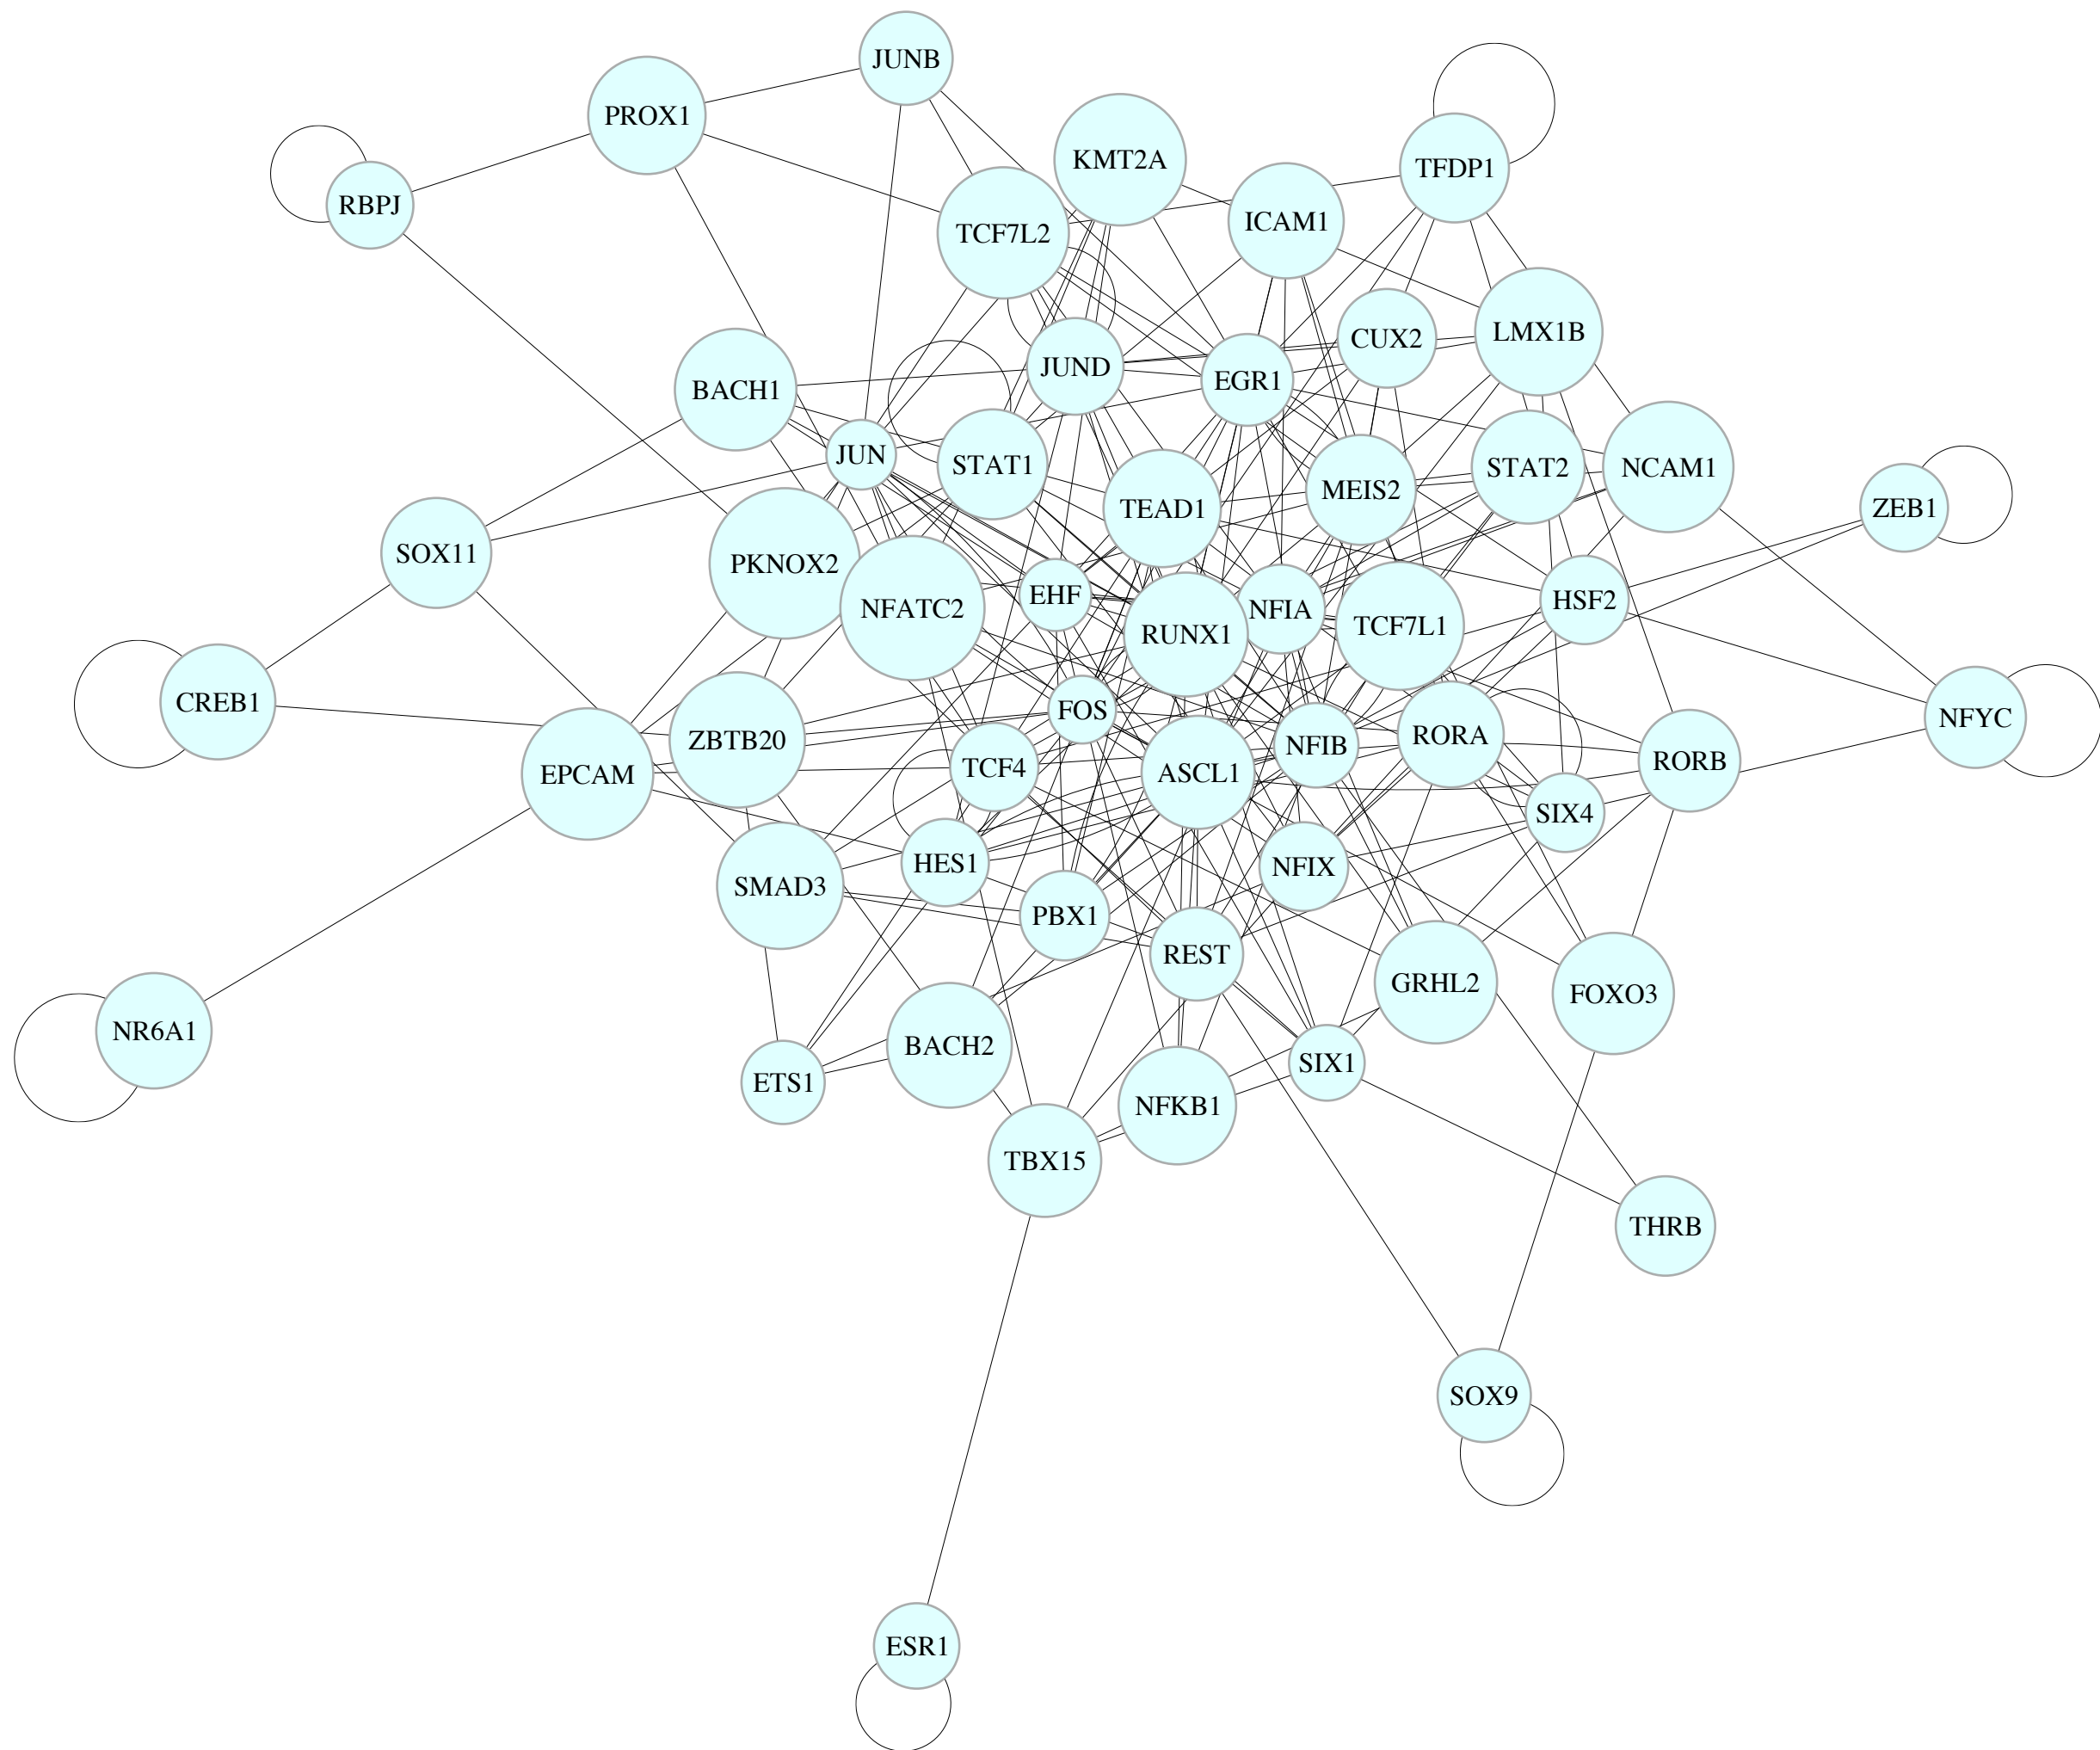 JUNB
PROX1
KMT2A
TFDP1
RBPJ
ICAM1
TCF7L2
LMX1B
CUX2
JUND
EGR1
BACH1
JUN
STAT1
STAT2
NCAM1
MEIS2
TEAD1
ZEB1
SOX11
PKNOX2
EHF
HSF2
NFATC2
NFIA
TCF7L1
RUNX1
CREB1
FOS
NFYC
RORA
ZBTB20
NFIB
RORB
TCF4
ASCL1
EPCAM
SIX4
HES1
NFIX
SMAD3
PBX1
REST
GRHL2
FOXO3
NR6A1
BACH2
SIX1
ETS1
NFKB1
TBX15
THRB
SOX9
ESR1